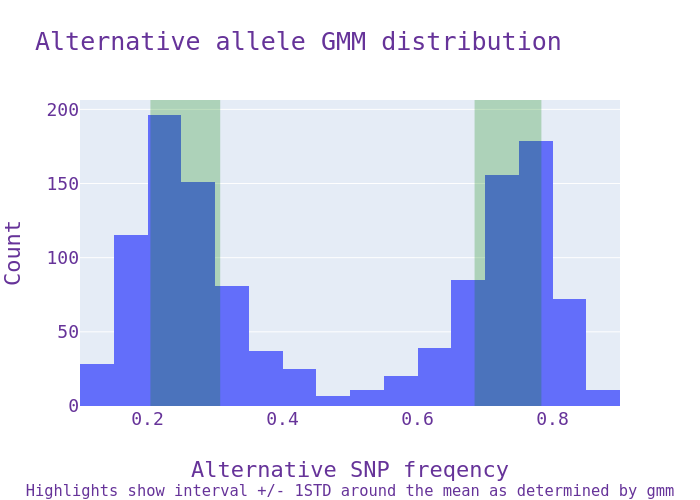 Alternative allele GMM distribution
200
150
100
50
0
Count
0.2
0.4
0.6
0.8
Alternative SNP freqency
Highlights show interval +/- 1STD around the mean as determined by gmm